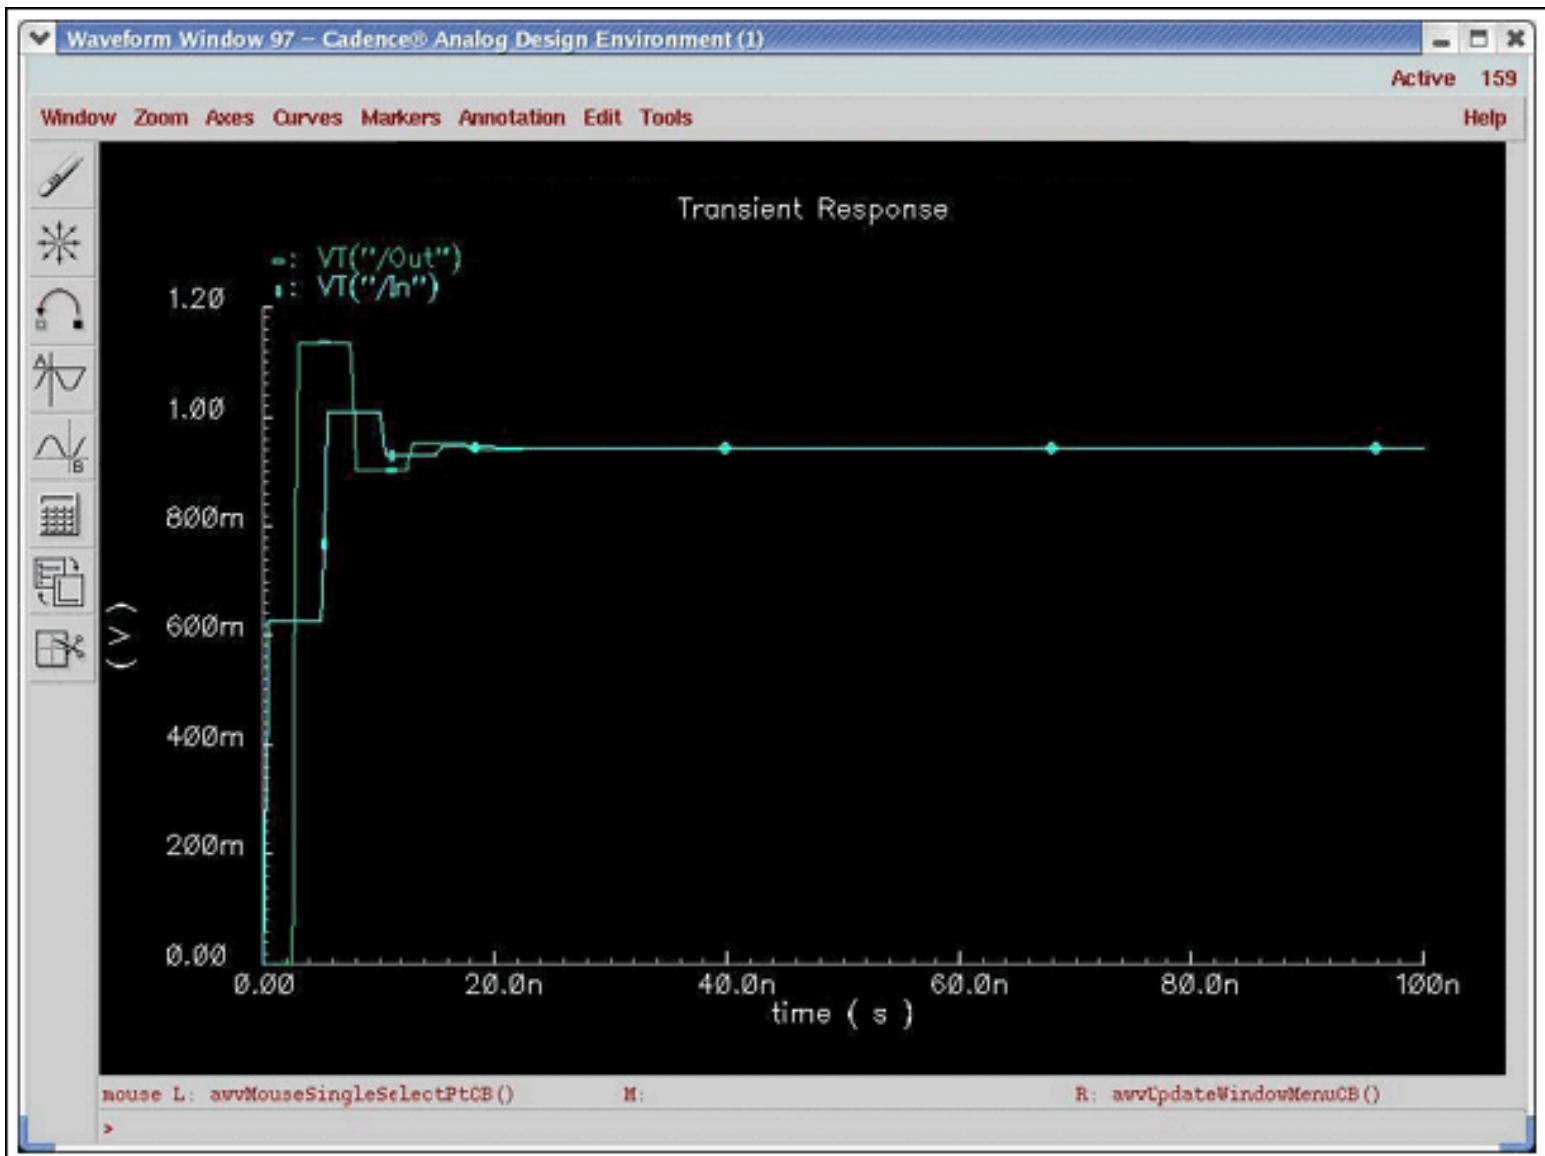 Waveform Window 97 – Cadence® Analog Design Environment (1)
Active 159
Window Zoom Axes Curves Markers Annotation Edit Tools Help
A
B
Transient Response
-: VT("/Out")
ı: VT("/In")
1.20
1.00
800m
600m
400m
200m
0.00
( V )
0.00 20.0n 40.0n 60.0n 80.0n 100n
time ( s )
mouse L: awvMouseSingleSelectPtCB() M: R: awvUpdateWindowMenuCB()
>